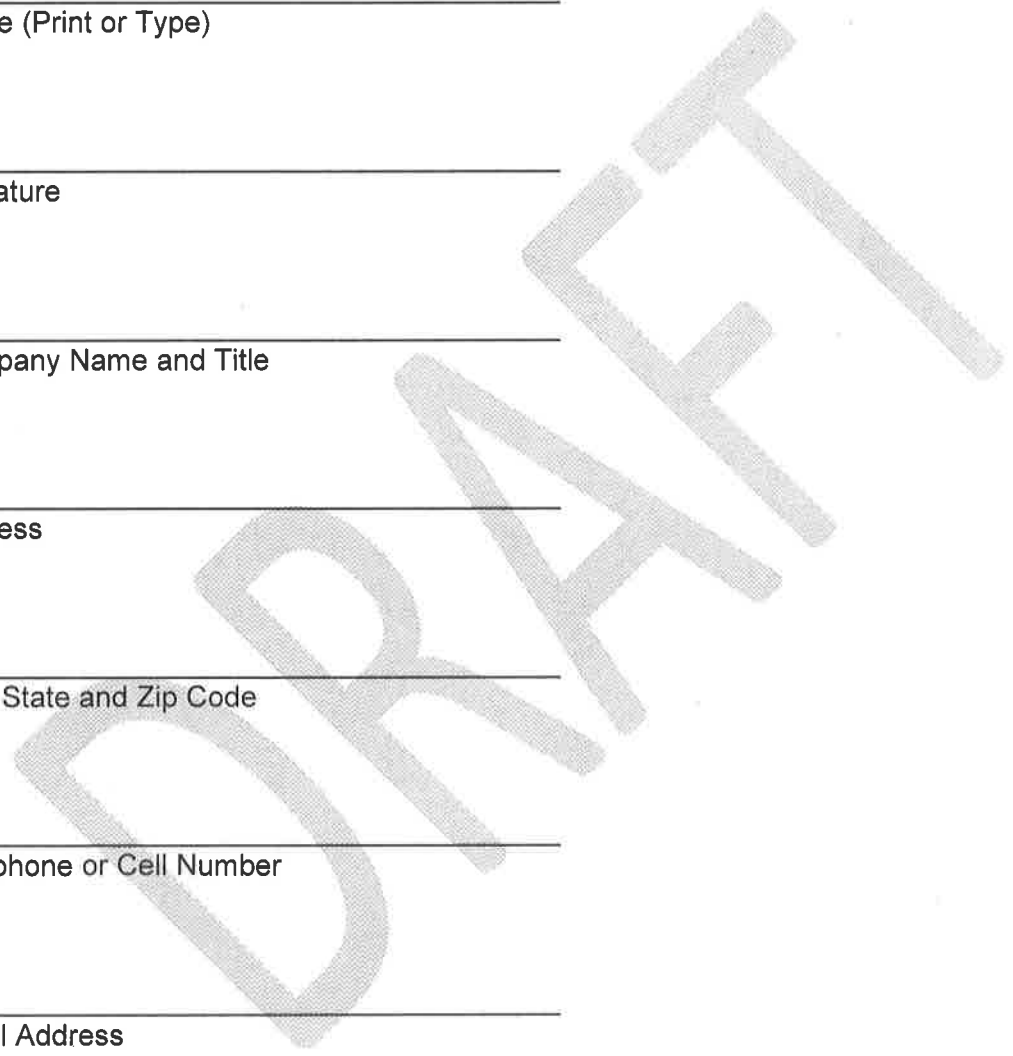 e (Print or Type)
ature
pany Name and Title
ess
State and Zip Code
phone or Cell Number
l Address
DRAFT